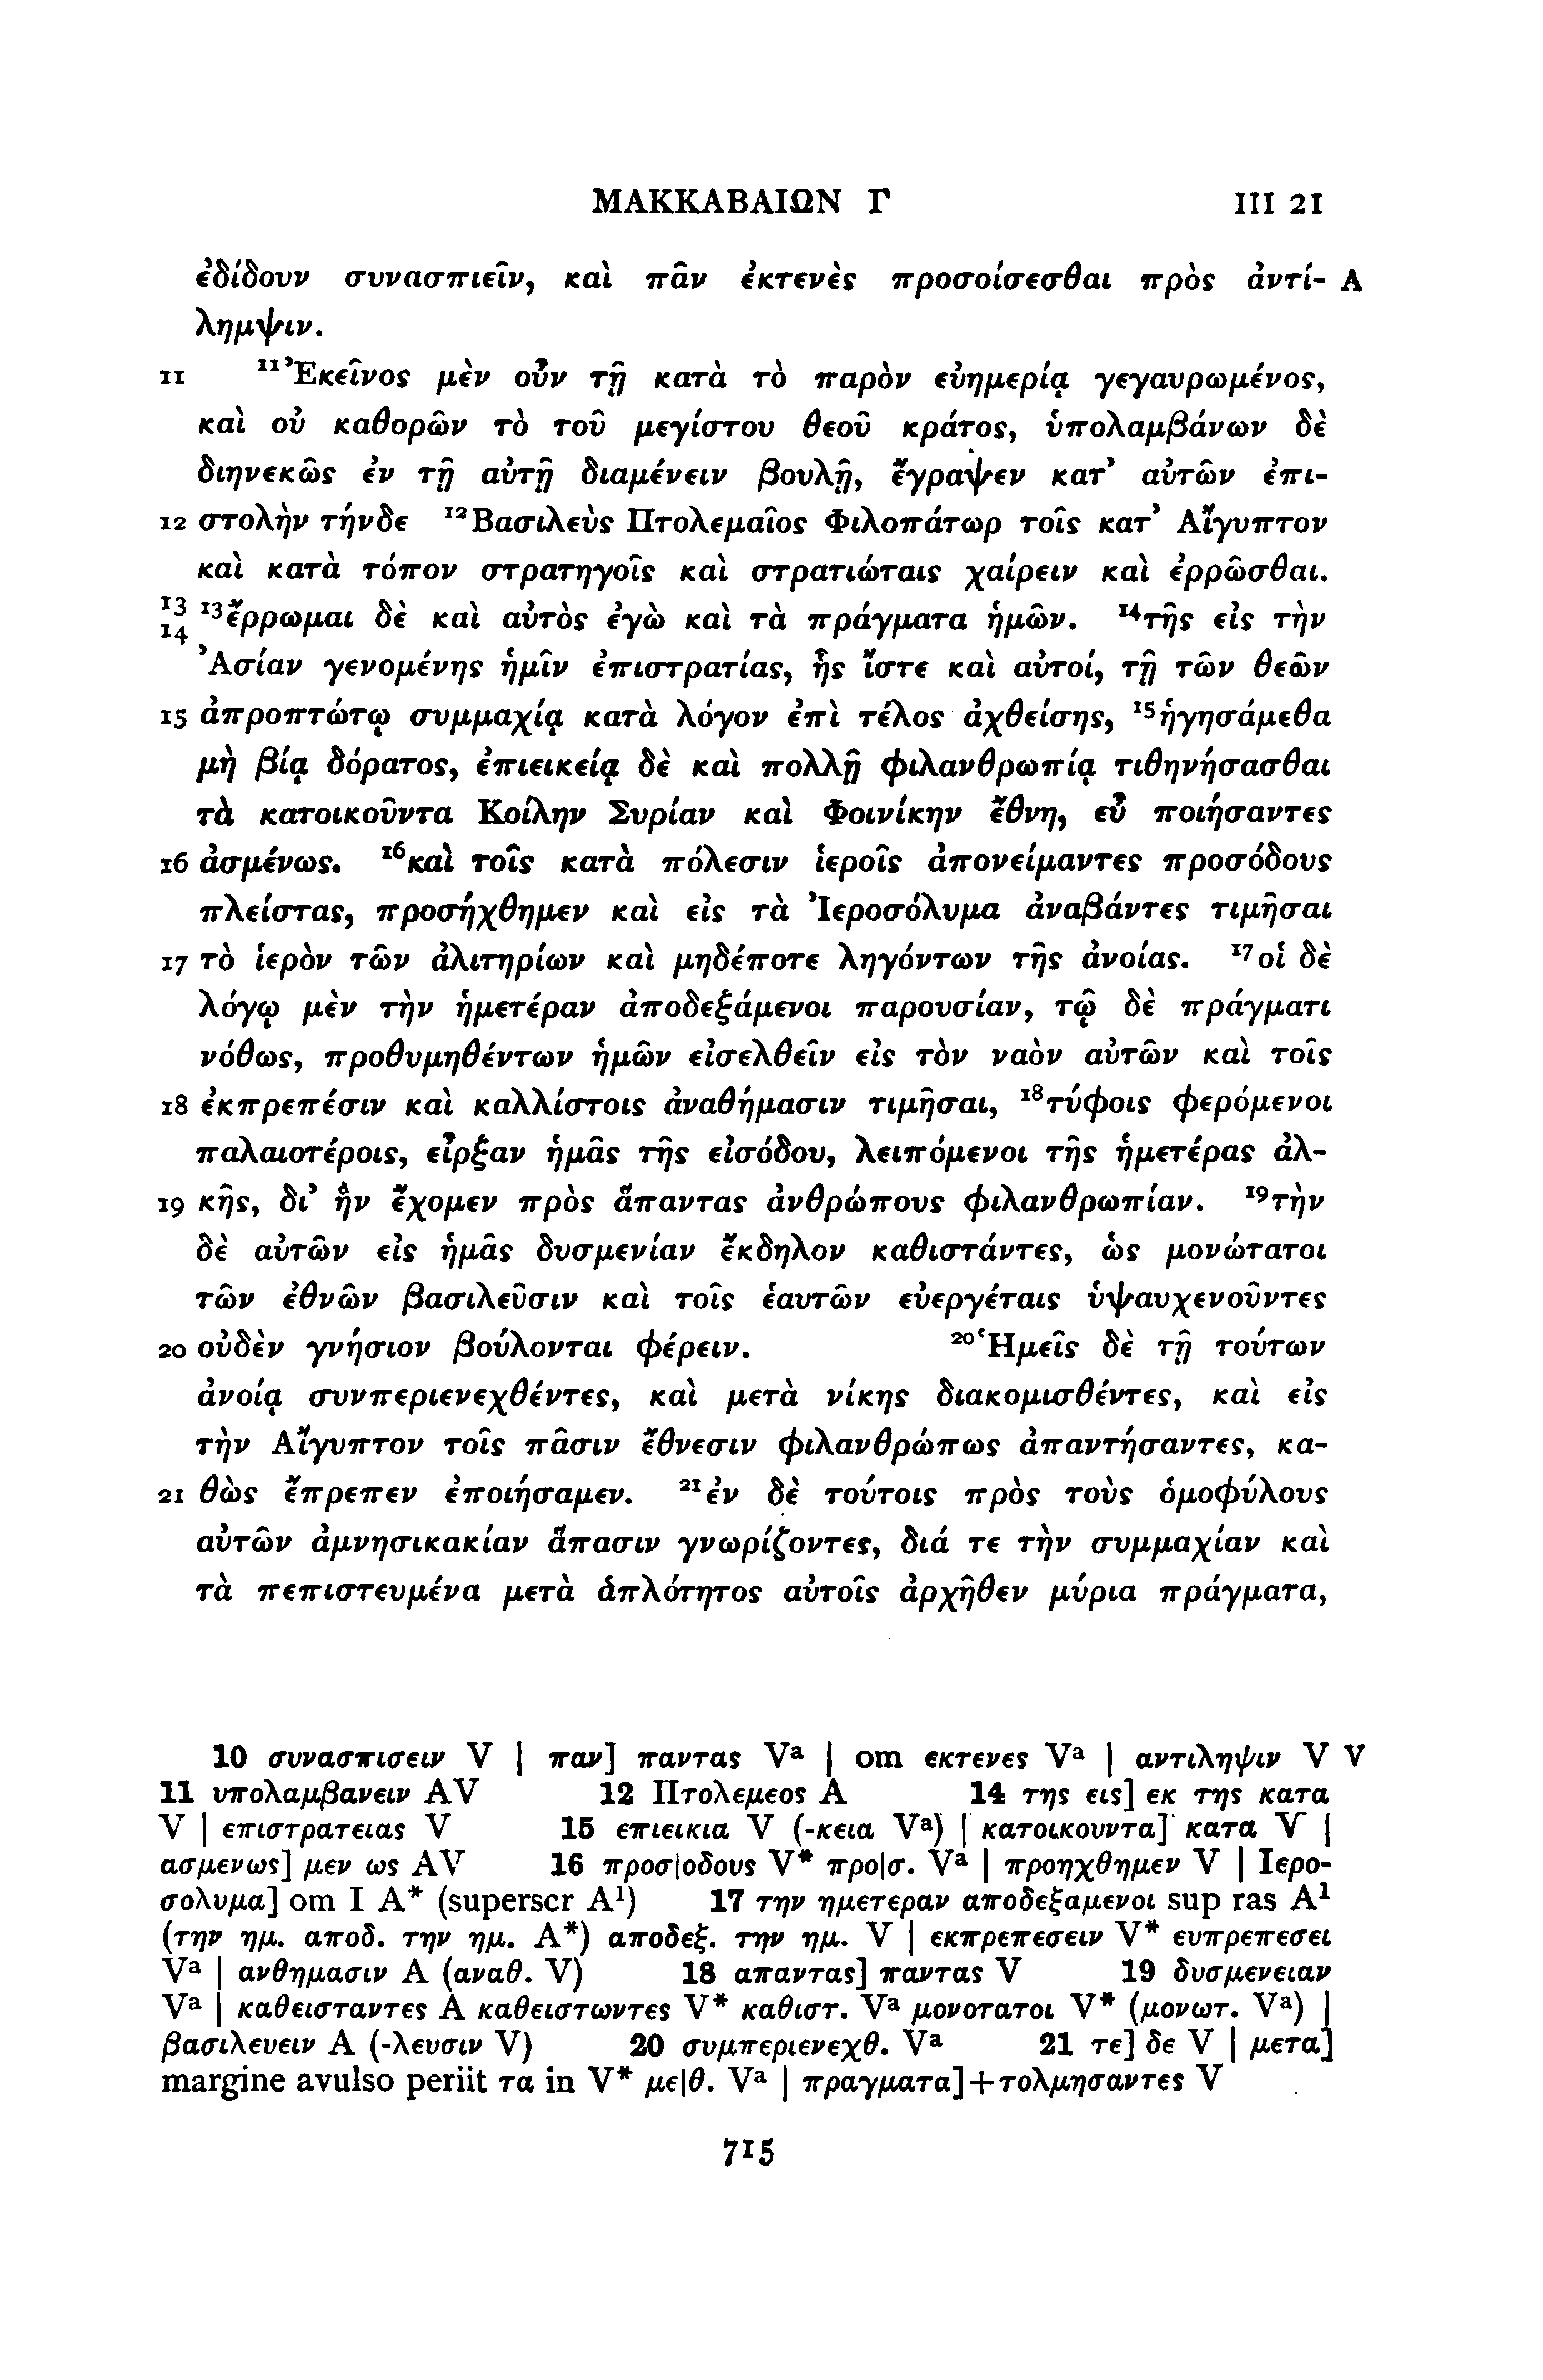 ΜΑΚΚΑΒΑΙΩΝ Γ III 21
ἐδίδουν συνασπιεῖν, καὶ πᾶν ἐκτενὲς προσοίσεσθαι πρὸς ἀντί- A
λημψιν.
11 ¹¹Ἐκεῖνος μὲν οὖν τῇ κατὰ τὸ παρὸν εὐημερίᾳ γεγαυρωμένος,
καὶ οὐ καθορῶν τὸ τοῦ μεγίστου θεοῦ κράτος, ὑπολαμβάνων δὲ
διηνεκῶς ἐν τῇ αὐτῇ διαμένειν βουλῇ, ἔγραψεν κατ’ αὐτῶν ἐπι-
12 στολὴν τήνδε ¹²Βασιλεὺς Πτολεμαῖος Φιλοπάτωρ τοῖς κατ’ Αἴγυπτον
καὶ κατὰ τόπον στρατηγοῖς καὶ στρατιώταις χαίρειν καὶ ἐρρῶσθαι.
13 14 ¹³ἔρρωμαι δὲ καὶ αὐτὸς ἐγὼ καὶ τὰ πράγματα ἡμῶν. ¹⁴τῆς εἰς τὴν
Ἀσίαν γενομένης ἡμῖν ἐπιστρατίας, ἧς ἴστε καὶ αὐτοί, τῇ τῶν θεῶν
15 ἀπροπτώτῳ συμμαχίᾳ κατὰ λόγον ἐπὶ τέλος ἀχθείσης, ¹⁵ἡγησάμεθα
μὴ βίᾳ δόρατος, ἐπιεικείᾳ δὲ καὶ πολλῇ φιλανθρωπίᾳ τιθηνήσασθαι
τὰ κατοικοῦντα Κοίλην Συρίαν καὶ Φοινίκην ἔθνη, εὖ ποιήσαντες
16 ἀσμένως. ¹⁶καὶ τοῖς κατὰ πόλεσιν ἱεροῖς ἀπονείμαντες προσόδους
πλείστας, προσήχθημεν καὶ εἰς τὰ Ἰεροσόλυμα ἀναβάντες τιμῆσαι
17 τὸ ἱερὸν τῶν ἀλιτηρίων καὶ μηδέποτε ληγόντων τῆς ἀνοίας. ¹⁷οἱ δὲ
λόγῳ μὲν τὴν ἡμετέραν ἀποδεξάμενοι παρουσίαν, τῷ δὲ πράγματι
νόθως, προθυμηθέντων ἡμῶν εἰσελθεῖν εἰς τὸν ναὸν αὐτῶν καὶ τοῖς
18 ἐκπρεπέσιν καὶ καλλίστοις ἀναθήμασιν τιμῆσαι, ¹⁸τύφοις φερόμενοι
παλαιοτέροις, εἶρξαν ἡμᾶς τῆς εἰσόδου, λειπόμενοι τῆς ἡμετέρας ἀλ-
19 κῆς, δι’ ἣν ἔχομεν πρὸς ἅπαντας ἀνθρώπους φιλανθρωπίαν. ¹⁹τὴν
δὲ αὐτῶν εἰς ἡμᾶς δυσμενίαν ἔκδηλον καθιστάντες, ὡς μονώτατοι
τῶν ἐθνῶν βασιλεῦσιν καὶ τοῖς ἑαυτῶν εὐεργέταις ὑψαυχενοῦντες
20 οὐδὲν γνήσιον βούλονται φέρειν. ²⁰Ἡμεῖς δὲ τῇ τούτων
ἀνοίᾳ συνπεριενεχθέντες, καὶ μετὰ νίκης διακομισθέντες, καὶ εἰς
τὴν Αἴγυπτον τοῖς πᾶσιν ἔθνεσιν φιλανθρώπως ἀπαντήσαντες, κα-
21 θὼς ἔπρεπεν ἐποιήσαμεν. ²¹ἐν δὲ τούτοις πρὸς τοὺς ὁμοφύλους
αὐτῶν ἀμνησικακίαν ἅπασιν γνωρίζοντες, διά τε τὴν συμμαχίαν καὶ
τὰ πεπιστευμένα μετὰ ἁπλότητος αὐτοῖς ἀρχῆθεν μύρια πράγματα,
10 συνασπισειν V | παν] παντας Vᵃ | om εκτενες Vᵃ | αντιληψιν V V
11 υπολαμβανειν AV 12 Πτολεμεος A 14 της εις] εκ της κατα
V | επιστρατειας V 15 επιεικια V (-κεια Vᵃ) | κατοικουντα] κατα V |
ασμενως] μεν ως AV 16 προσ|οδους V* προ|σ. Vᵃ | προηχθημεν V | Ιερο-
σολυμα] om Ι A* (superscr A¹) 17 την ημετεραν αποδεξαμενοι sup ras A¹
(την ημ. αποδ. την ημ. A*) αποδεξ. την ημ. V | εκπρεπεσειν V* ευπρεπεσει
Vᵃ | ανθημασιν A (αναθ. V) 18 απαντας] παντας V 19 δυσμενειαν
Vᵃ | καθεισταντες A καθειστωντες V* καθιστ. Vᵃ μονοτατοι V* (μονωτ. Vᵃ) |
βασιλευειν A (-λευσιν V) 20 συμπεριενεχθ. Vᵃ 21 τε] δε V | μετα]
margine avulso periit τα in V* με|θ. Vᵃ | πραγματα]+τολμησαντες V
715